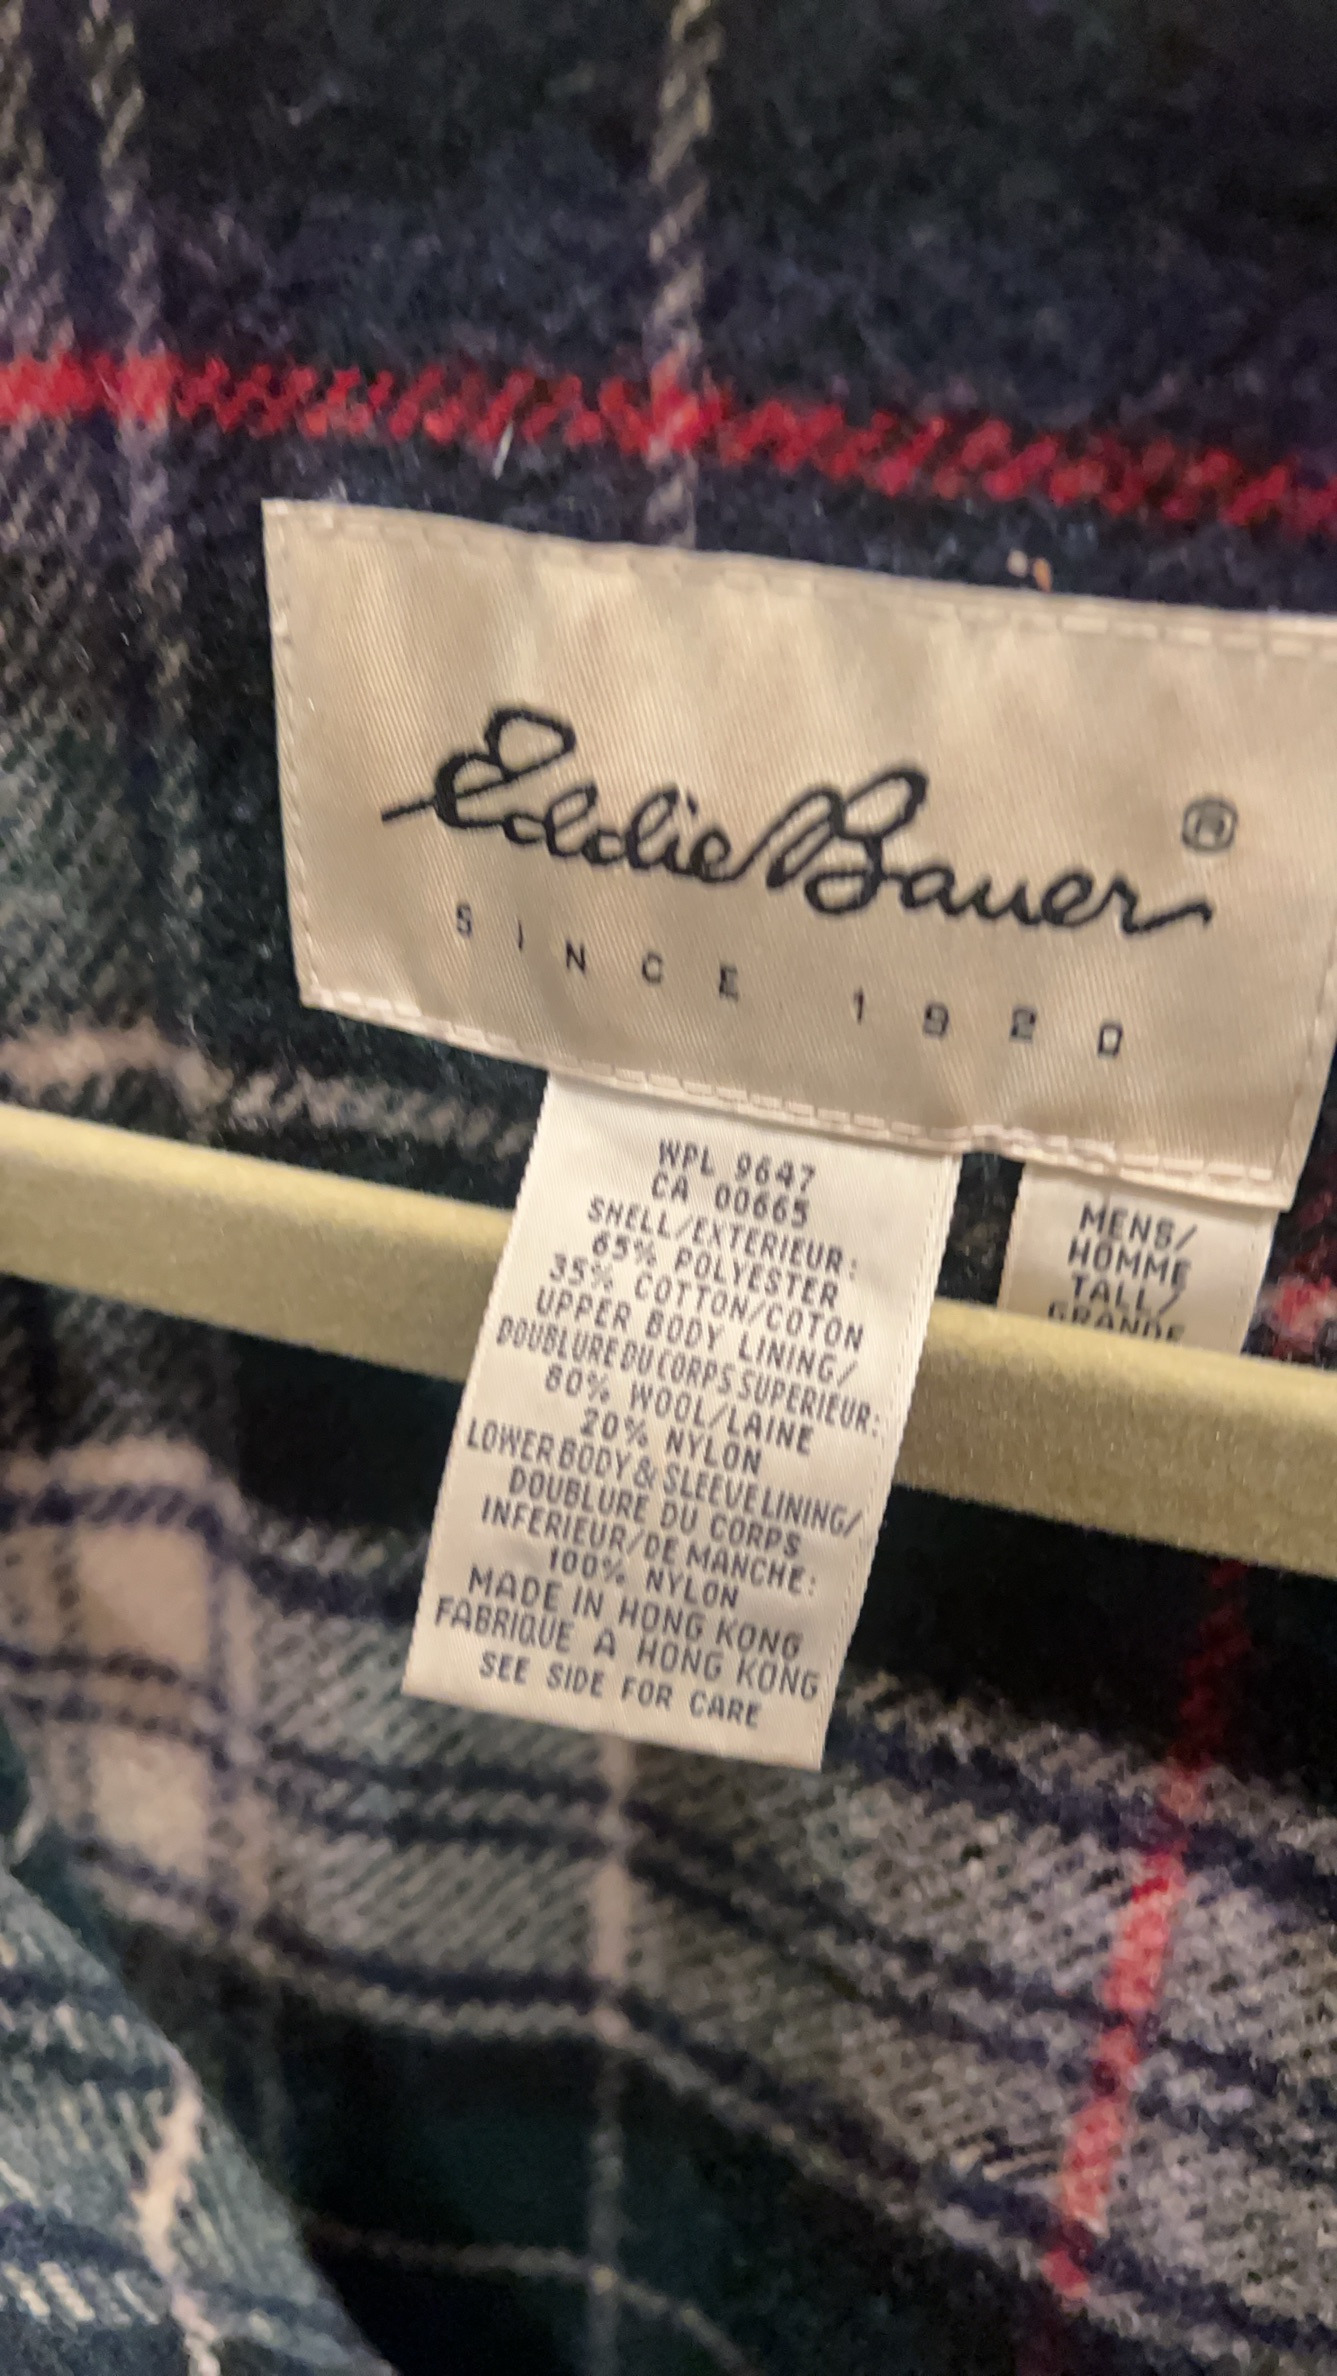 Eddie Bauer ®
SINCE 1920
WPL 9647
CA 00665
SHELL/EXTERIEUR:
65% POLYESTER
35% COTTON/COTON
UPPER BODY LINING/
DOUBLURE DU CORPS SUPERIEUR:
80% WOOL/LAINE
20% NYLON
LOWER BODY & SLEEVE LINING/
DOUBLURE DU CORPS
INFERIEUR/DE MANCHE:
100% NYLON
MADE IN HONG KONG
FABRIQUE A HONG KONG
SEE SIDE FOR CARE
MENS/
HOMME
TALL/
GRANDE